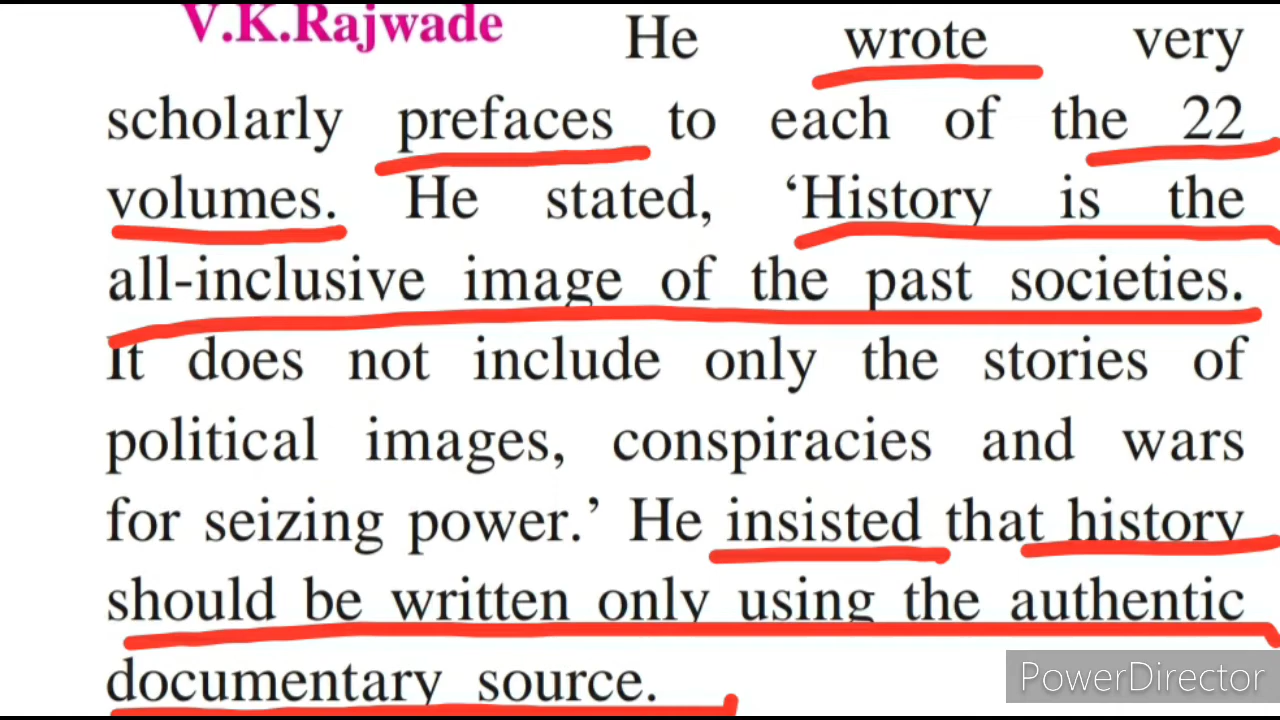 V.K.Rajwade He wrote very
scholarly prefaces to each of the 22
volumes. He stated, ‘History is the
all-inclusive image of the past societies.
It does not include only the stories of
political images, conspiracies and wars
for seizing power.’ He insisted that history
should be written only using the authentic
documentary source.
PowerDirector